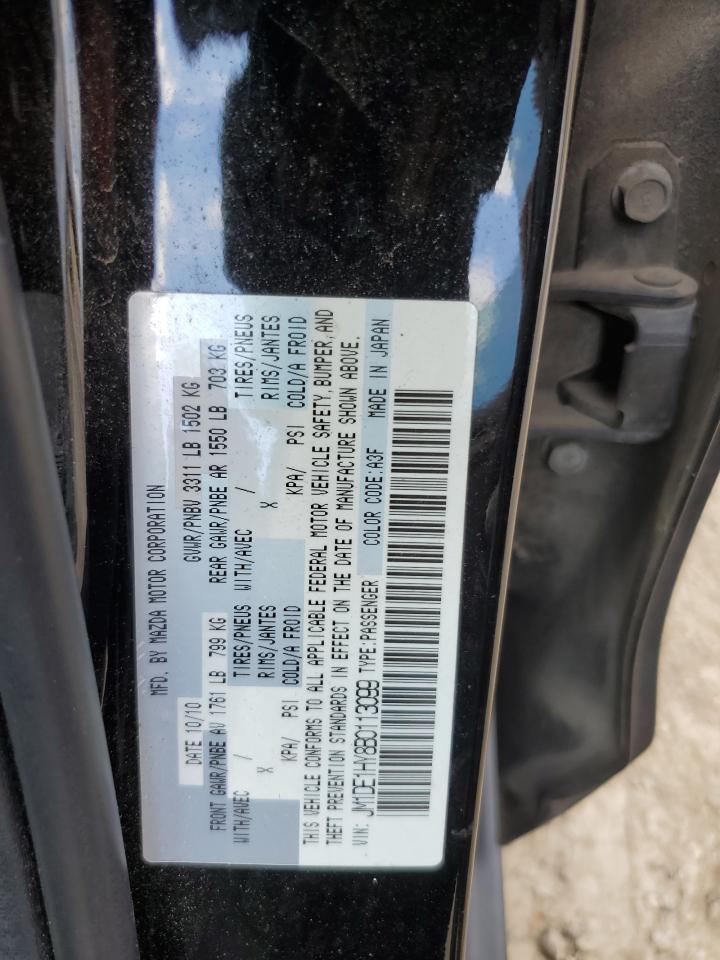 MFD. BY MAZDA MOTOR CORPORATION
DATE 10/10 GVWR/PNBV 3311 LB 1502 KG
FRONT GAWR/PNBE AV 1761 LB 799 KG REAR GAWR/PNBE AR 1550 LB 703 KG
WITH/AVEC / TIRES/PNEUS WITH/AVEC / TIRES/PNEUS
X RIMS/JANTES X RIMS/JANTES
KPA/ PSI COLD/A FROID KPA/ PSI COLD/A FROID
THIS VEHICLE CONFORMS TO ALL APPLICABLE FEDERAL MOTOR VEHICLE SAFETY, BUMPER, AND
THEFT PREVENTION STANDARDS IN EFFECT ON THE DATE OF MANUFACTURE SHOWN ABOVE.
VIN: JM1DE1HY8B0113099 TYPE:PASSENGER COLOR CODE:A3F MADE IN JAPAN